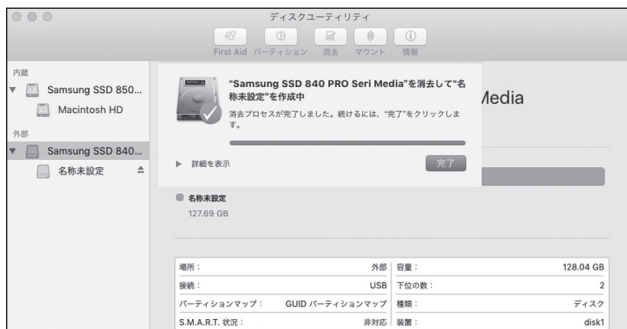 ディスクユーティリティ
First Aid パーティション 消去 マウント 情報
内蔵
Samsung SSD 850...
Macintosh HD
外部
Samsung SSD 840...
名称未設定
"Samsung SSD 840 PRO Seri Media"を消去して"名
称未設定"を作成中
消去プロセスが完了しました。続けるには、"完了"をクリックしま
す。
詳細を表示
完了
Media
名称未設定
127.69 GB
場所： 外部 容量： 128.04 GB
接続： USB 下位の数： 2
パーティションマップ： GUID パーティションマップ 種類： ディスク
S.M.A.R.T. 状況： 非対応 装置： disk1